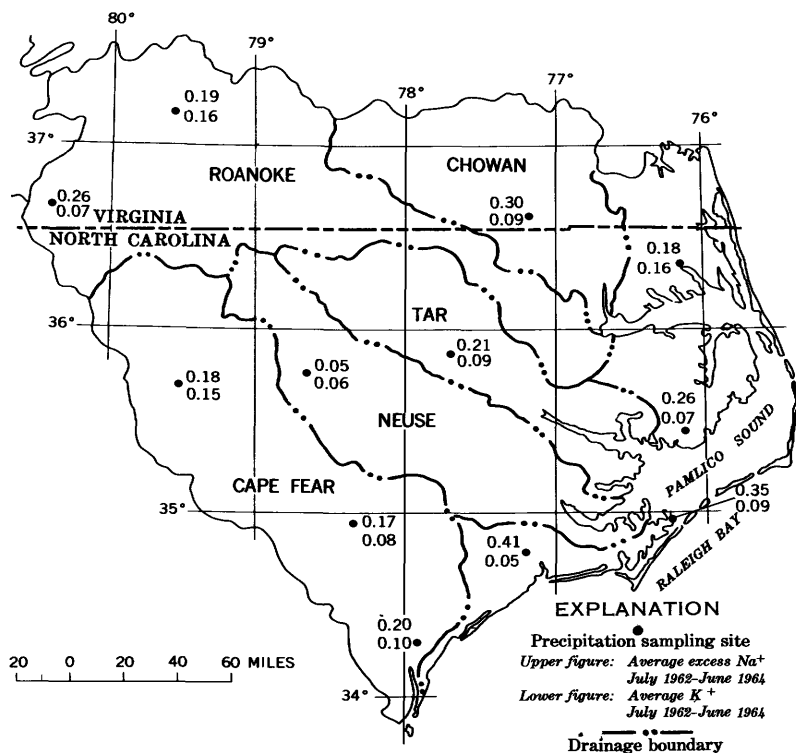 80°
79°
78°
77°
76°
0.19
0.16
37°
ROANOKE
CHOWAN
0.26
0.07
VIRGINIA
NORTH CAROLINA
0.30
0.09
0.18
0.16
36°
TAR
0.21
0.09
0.05
0.06
0.18
0.15
NEUSE
0.26
0.07
PAMLICO SOUND
CAPE FEAR
35°
0.17
0.08
0.35
0.09
RALEIGH BAY
0.41
0.05
0.20
0.10
34°
20 0 20 40 60 MILES
EXPLANATION
Precipitation sampling site
Upper figure: Average excess Na+
July 1962–June 1964
Lower figure: Average K+
July 1962–June 1964
Drainage boundary